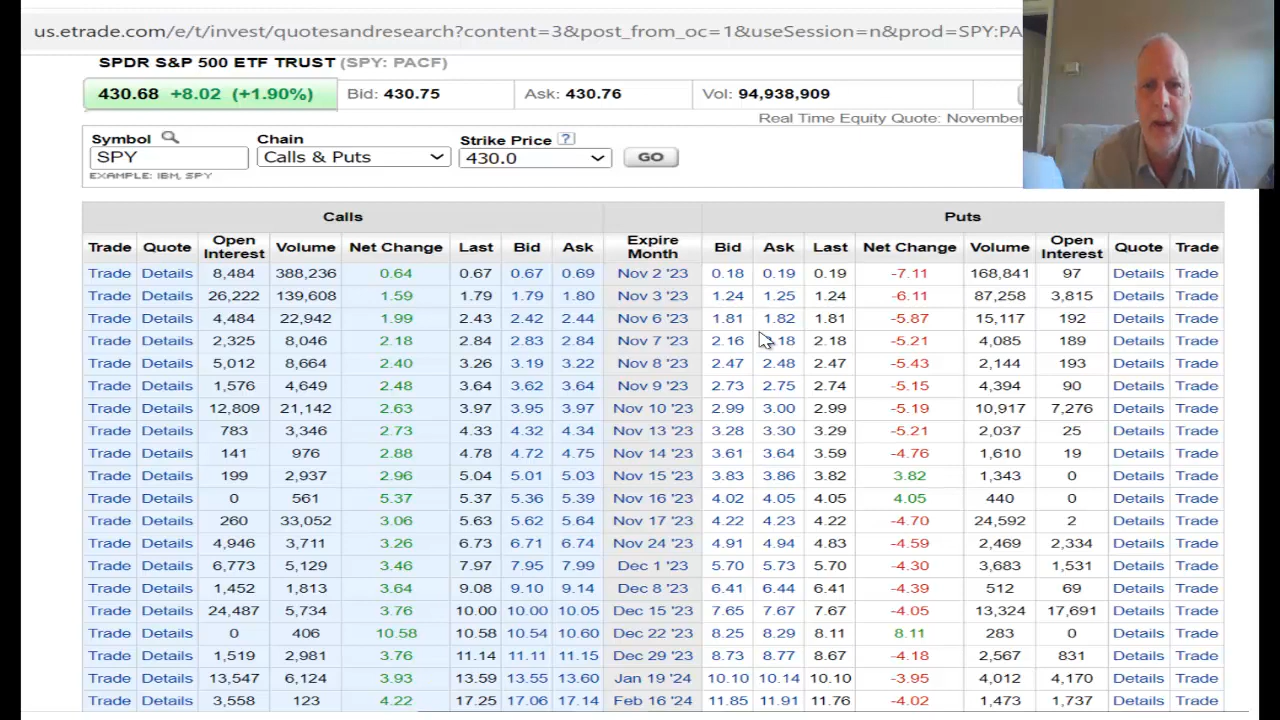 us.etrade.com/e/t/invest/quotesandresearch?content=3&post_from_oc=1&useSession=n&prod=SPY:PA
SPDR S&P 500 ETF TRUST (SPY: PACF)
430.68 +8.02 (+1.90%) Bid: 430.75 Ask: 430.76 Vol: 94,938,909
Real Time Equity Quote: November
Symbol Chain Strike Price ?
SPY Calls & Puts 430.0 GO
EXAMPLE: IBM, SPY
Calls Puts
Trade Quote Open Interest Volume Net Change Last Bid Ask Expire Month Bid Ask Last Net Change Volume Open Interest Quote Trade
Trade Details 8,484 388,236 0.64 0.67 0.67 0.69 Nov 2 '23 0.18 0.19 0.19 -7.11 168,841 97 Details Trade
Trade Details 26,222 139,608 1.59 1.79 1.79 1.80 Nov 3 '23 1.24 1.25 1.24 -6.11 87,258 3,815 Details Trade
Trade Details 4,484 22,942 1.99 2.43 2.42 2.44 Nov 6 '23 1.81 1.82 1.81 -5.87 15,117 192 Details Trade
Trade Details 2,325 8,046 2.18 2.84 2.83 2.84 Nov 7 '23 2.16 18 2.18 -5.21 4,085 189 Details Trade
Trade Details 5,012 8,664 2.40 3.26 3.19 3.22 Nov 8 '23 2.47 2.48 2.47 -5.43 2,144 193 Details Trade
Trade Details 1,576 4,649 2.48 3.64 3.62 3.64 Nov 9 '23 2.73 2.75 2.74 -5.15 4,394 90 Details Trade
Trade Details 12,809 21,142 2.63 3.97 3.95 3.97 Nov 10 '23 2.99 3.00 2.99 -5.19 10,917 7,276 Details Trade
Trade Details 783 3,346 2.73 4.33 4.32 4.34 Nov 13 '23 3.28 3.30 3.29 -5.21 2,037 25 Details Trade
Trade Details 141 976 2.88 4.78 4.72 4.75 Nov 14 '23 3.61 3.64 3.59 -4.76 1,610 19 Details Trade
Trade Details 199 2,937 2.96 5.04 5.01 5.03 Nov 15 '23 3.83 3.86 3.82 3.82 1,343 0 Details Trade
Trade Details 0 561 5.37 5.37 5.36 5.39 Nov 16 '23 4.02 4.05 4.05 4.05 440 0 Details Trade
Trade Details 260 33,052 3.06 5.63 5.62 5.64 Nov 17 '23 4.22 4.23 4.22 -4.70 24,592 2 Details Trade
Trade Details 4,946 3,711 3.26 6.73 6.71 6.74 Nov 24 '23 4.91 4.94 4.83 -4.59 2,469 2,334 Details Trade
Trade Details 6,773 5,129 3.46 7.97 7.95 7.99 Dec 1 '23 5.70 5.73 5.70 -4.30 3,683 1,531 Details Trade
Trade Details 1,452 1,813 3.64 9.08 9.10 9.14 Dec 8 '23 6.41 6.44 6.41 -4.39 512 69 Details Trade
Trade Details 24,487 5,734 3.76 10.00 10.00 10.05 Dec 15 '23 7.65 7.67 7.67 -4.05 13,324 17,691 Details Trade
Trade Details 0 406 10.58 10.58 10.54 10.60 Dec 22 '23 8.25 8.29 8.11 8.11 283 0 Details Trade
Trade Details 1,519 2,981 3.76 11.14 11.11 11.15 Dec 29 '23 8.73 8.77 8.67 -4.18 2,567 831 Details Trade
Trade Details 13,547 6,124 3.93 13.59 13.55 13.60 Jan 19 '24 10.10 10.14 10.10 -3.95 4,012 4,170 Details Trade
Trade Details 3,558 123 4.22 17.25 17.06 17.14 Feb 16 '24 11.85 11.91 11.76 -4.02 1,473 1,737 Details Trade